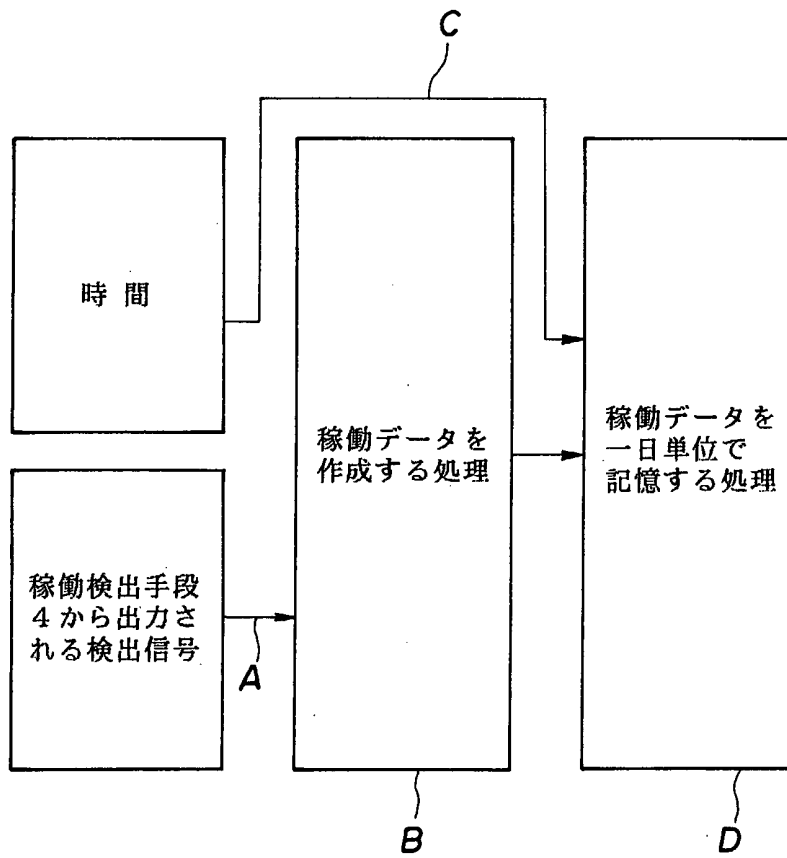 C
時間
稼働検出手段
4から出力さ
れる検出信号
A
稼働データを
作成する処理
B
稼働データを
一日単位で
記憶する処理
D